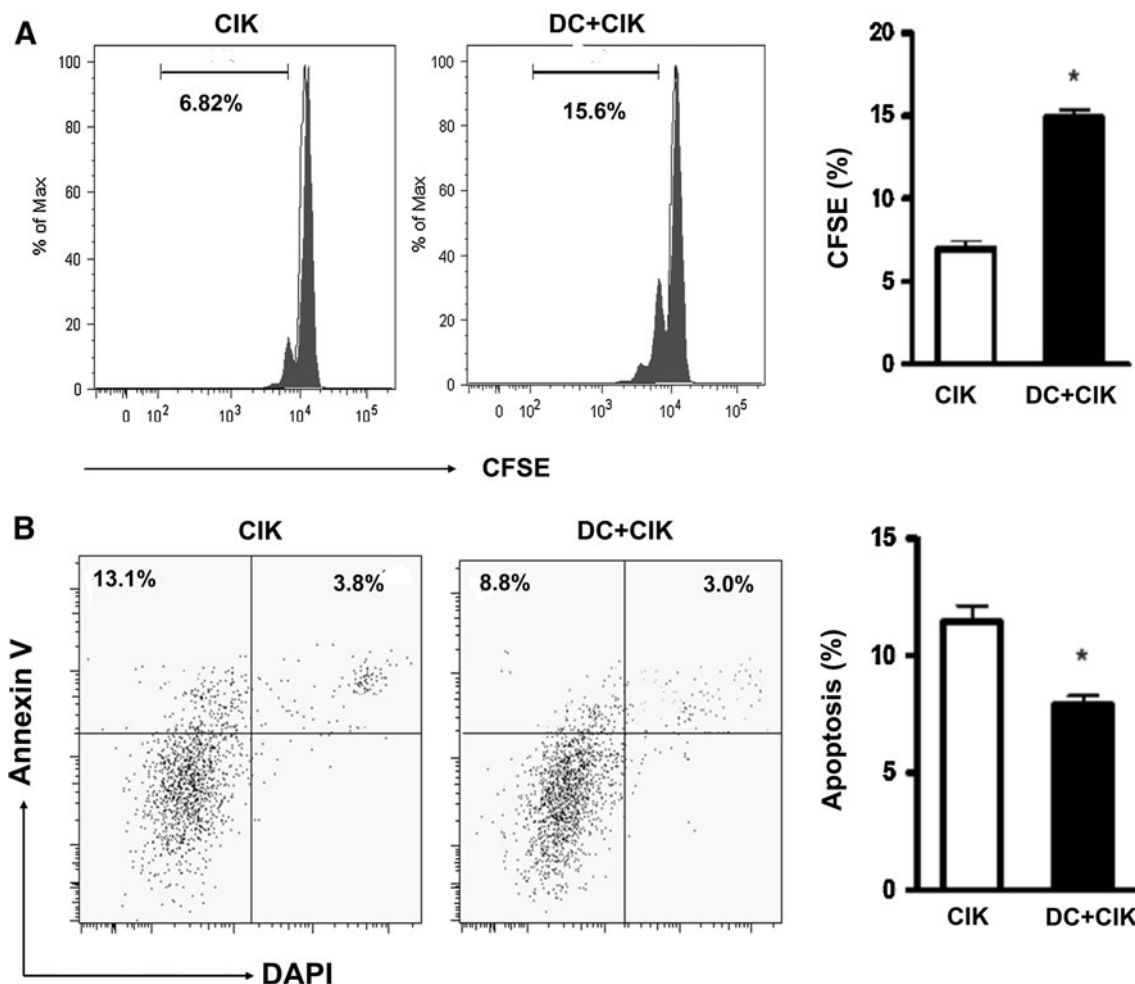 A
CIK
DC+CIK
% of Max
100
80
60
40
20
0
6.82%
0 10² 10³ 10⁴ 10⁵
% of Max
100
80
60
40
20
0
15.6%
0 10² 10³ 10⁴ 10⁵
CFSE
CFSE (%)
20
15
10
5
0
*
CIK DC+CIK
B
CIK
DC+CIK
Annexin V
13.1% 3.8%
8.8% 3.0%
DAPI
Apoptosis (%)
15
10
5
0
*
CIK DC+CIK